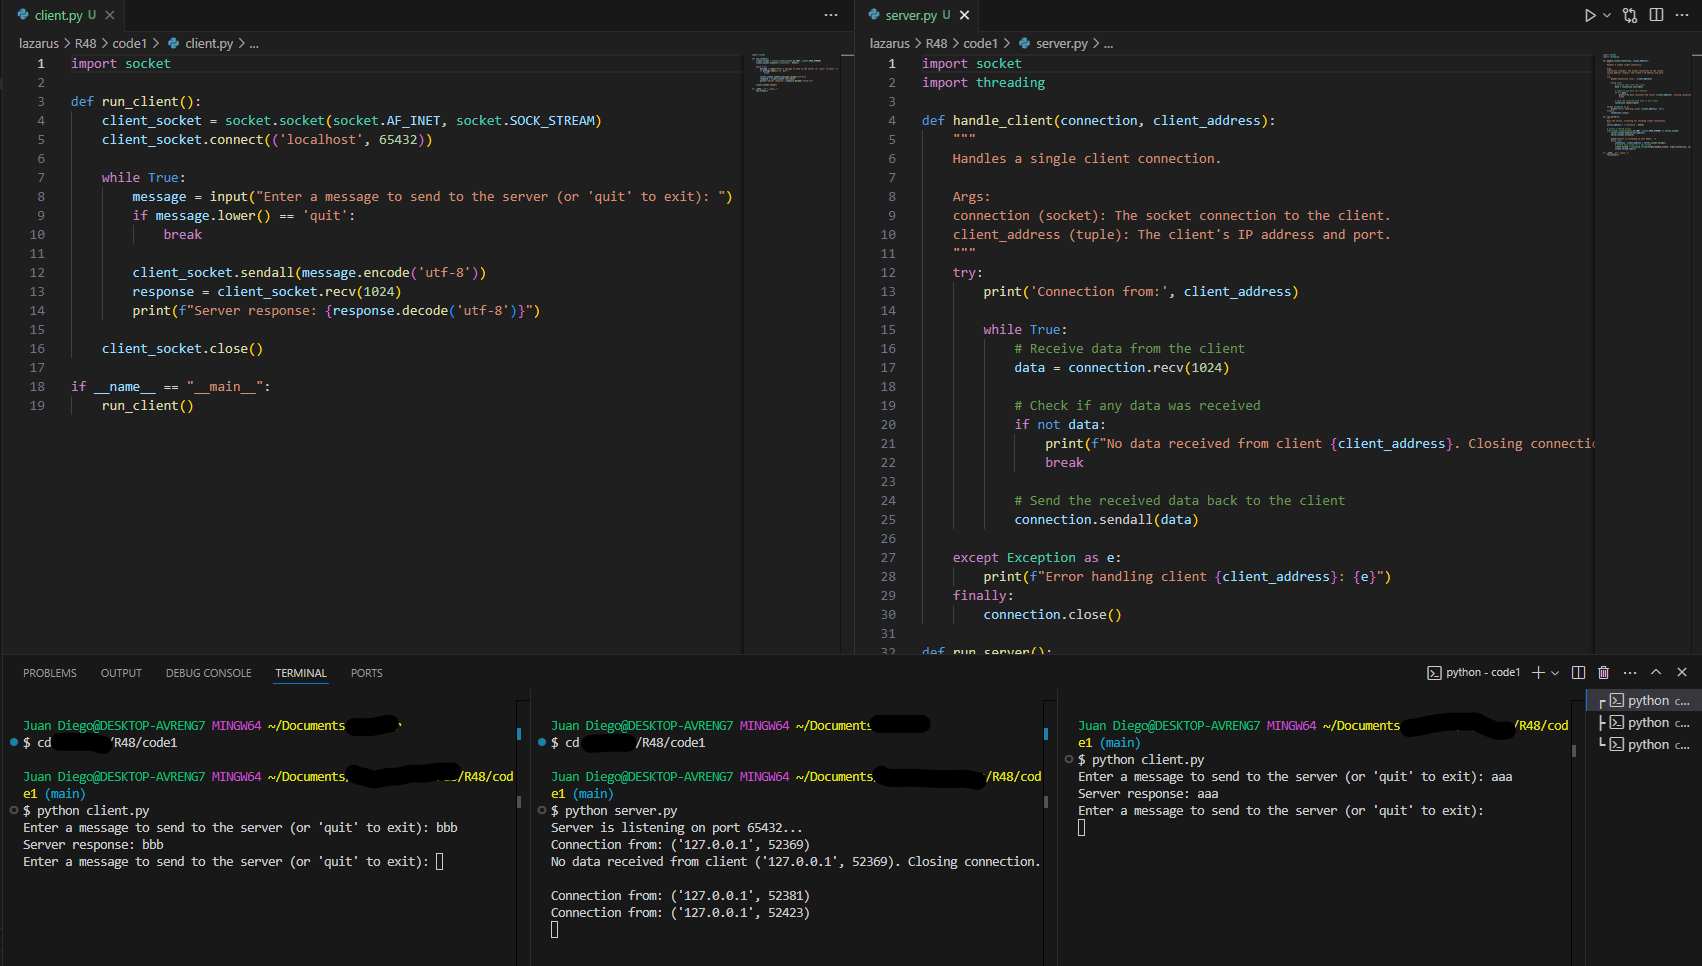 client.py U
lazarus > R48 > code1 > client.py > ...
1 import socket
2
3 def run_client():
4     client_socket = socket.socket(socket.AF_INET, socket.SOCK_STREAM)
5     client_socket.connect(('localhost', 65432))
6
7     while True:
8         message = input("Enter a message to send to the server (or 'quit' to exit): ")
9         if message.lower() == 'quit':
10             break
11
12         client_socket.sendall(message.encode('utf-8'))
13         response = client_socket.recv(1024)
14         print(f"Server response: {response.decode('utf-8')}")
15
16     client_socket.close()
17
18 if __name__ == "__main__":
19     run_client()
server.py U
lazarus > R48 > code1 > server.py > ...
1 import socket
2 import threading
3
4 def handle_client(connection, client_address):
5     """
6     Handles a single client connection.
7
8     Args:
9     connection (socket): The socket connection to the client.
10     client_address (tuple): The client's IP address and port.
11     """
12     try:
13         print('Connection from:', client_address)
14
15         while True:
16             # Receive data from the client
17             data = connection.recv(1024)
18
19             # Check if any data was received
20             if not data:
21                 print(f"No data received from client {client_address}. Closing connectio
22                 break
23
24             # Send the received data back to the client
25             connection.sendall(data)
26
27     except Exception as e:
28         print(f"Error handling client {client_address}: {e}")
29     finally:
30         connection.close()
31
32 def run_server():
PROBLEMS OUTPUT DEBUG CONSOLE TERMINAL PORTS
python - code1
Juan Diego@DESKTOP-AVRENG7 MINGW64 ~/Documents
$ cd /R48/code1
Juan Diego@DESKTOP-AVRENG7 MINGW64 ~/Documents/ /R48/cod
e1 (main)
$ python client.py
Enter a message to send to the server (or 'quit' to exit): bbb
Server response: bbb
Enter a message to send to the server (or 'quit' to exit):
Juan Diego@DESKTOP-AVRENG7 MINGW64 ~/Documents
$ cd /R48/code1
Juan Diego@DESKTOP-AVRENG7 MINGW64 ~/Documents /R48/cod
e1 (main)
$ python server.py
Server is listening on port 65432...
Connection from: ('127.0.0.1', 52369)
No data received from client ('127.0.0.1', 52369). Closing connection.
Connection from: ('127.0.0.1', 52381)
Connection from: ('127.0.0.1', 52423)
Juan Diego@DESKTOP-AVRENG7 MINGW64 ~/Documents /R48/cod
e1 (main)
$ python client.py
Enter a message to send to the server (or 'quit' to exit): aaa
Server response: aaa
Enter a message to send to the server (or 'quit' to exit):
python c...
python c...
python c...